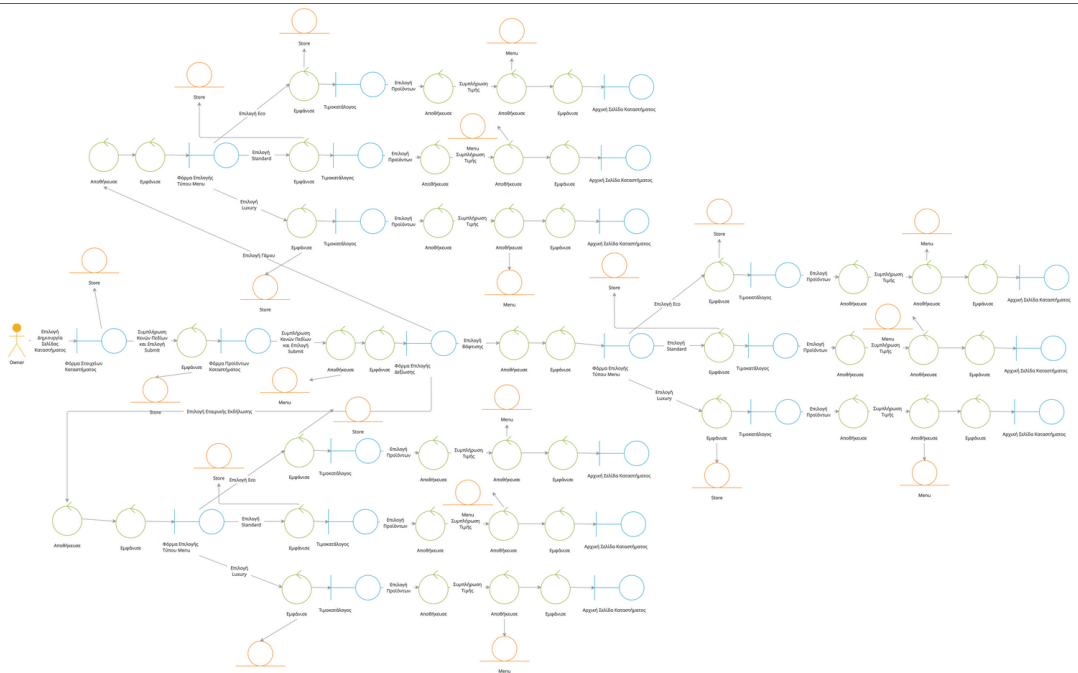 Store
Menu
Store
Εμφάνισε
Τιμοκατάλογος
Επιλογή
Προϊόντων
Αποθήκευσε
Συμπλήρωση
Τιμής
Αποθήκευσε
Εμφάνισε
Αρχική Σελίδα Καταστήματος
Επιλογή Eco
Αποθήκευσε
Εμφάνισε
Φόρμα Επιλογής
Τύπου Menu
Επιλογή
Standard
Εμφάνισε
Τιμοκατάλογος
Επιλογή
Προϊόντων
Αποθήκευσε
Menu
Συμπλήρωση
Τιμής
Αποθήκευσε
Εμφάνισε
Αρχική Σελίδα Καταστήματος
Επιλογή
Luxury
Εμφάνισε
Τιμοκατάλογος
Επιλογή
Προϊόντων
Αποθήκευσε
Συμπλήρωση
Τιμής
Αποθήκευσε
Εμφάνισε
Αρχική Σελίδα Καταστήματος
Επιλογή Γάμου
Store
Menu
Store
Owner
Επιλογή
Δημιουργία
Σελίδας
Καταστήματος
Φόρμα Στοιχείων
Καταστήματος
Συμπλήρωση
Κενών Πεδίων
και Επιλογή
Submit
Εμφάνισε
Store
Φόρμα Προϊόντων
Καταστήματος
Συμπλήρωση
Κενών Πεδίων
και Επιλογή
Submit
Αποθήκευσε
Menu
Εμφάνισε
Φόρμα Επιλογής
Δεξίωσης
Επιλογή
Βάφτισης
Αποθήκευσε
Εμφάνισε
Φόρμα Επιλογής
Τύπου Menu
Store
Store
Menu
Επιλογή Eco
Εμφάνισε
Τιμοκατάλογος
Επιλογή
Προϊόντων
Αποθήκευσε
Συμπλήρωση
Τιμής
Αποθήκευσε
Εμφάνισε
Αρχική Σελίδα Καταστήματος
Επιλογή
Standard
Εμφάνισε
Τιμοκατάλογος
Επιλογή
Προϊόντων
Αποθήκευσε
Menu
Συμπλήρωση
Τιμής
Αποθήκευσε
Εμφάνισε
Αρχική Σελίδα Καταστήματος
Επιλογή
Luxury
Εμφάνισε
Τιμοκατάλογος
Επιλογή
Προϊόντων
Αποθήκευσε
Συμπλήρωση
Τιμής
Αποθήκευσε
Εμφάνισε
Αρχική Σελίδα Καταστήματος
Store
Menu
Επιλογή Εταιρικής Εκδήλωσης
Store
Menu
Store
Επιλογή Eco
Εμφάνισε
Τιμοκατάλογος
Επιλογή
Προϊόντων
Αποθήκευσε
Συμπλήρωση
Τιμής
Αποθήκευσε
Εμφάνισε
Αρχική Σελίδα Καταστήματος
Αποθήκευσε
Εμφάνισε
Φόρμα Επιλογής
Τύπου Menu
Επιλογή
Standard
Εμφάνισε
Τιμοκατάλογος
Επιλογή
Προϊόντων
Αποθήκευσε
Menu
Συμπλήρωση
Τιμής
Αποθήκευσε
Εμφάνισε
Αρχική Σελίδα Καταστήματος
Επιλογή
Luxury
Εμφάνισε
Τιμοκατάλογος
Επιλογή
Προϊόντων
Αποθήκευσε
Συμπλήρωση
Τιμής
Αποθήκευσε
Εμφάνισε
Αρχική Σελίδα Καταστήματος
Menu